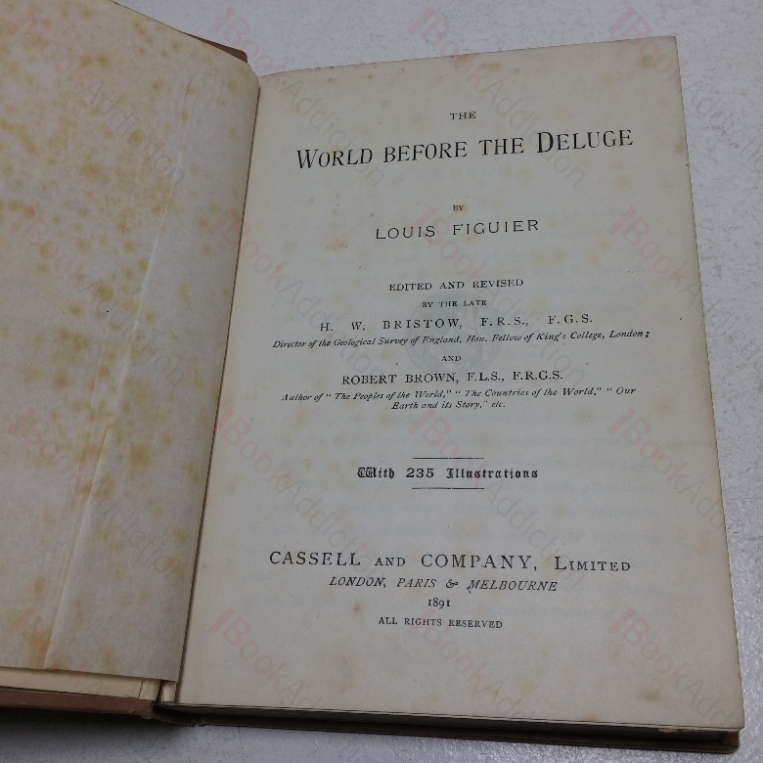 THE
WORLD BEFORE THE DELUGE
BY
LOUIS FIGUIER
EDITED AND REVISED
BY THE LATE
H. W. BRISTOW, F.R.S., F.G.S.
Director of the Geological Survey of England, Hon. Fellow of King's College, London;
AND
ROBERT BROWN, F.L.S., F.R.G.S.
Author of "The Peoples of the World," "The Countries of the World," "Our
Earth and its Story," etc.
With 235 Illustrations
CASSELL AND COMPANY, LIMITED
LONDON, PARIS & MELBOURNE
1891
ALL RIGHTS RESERVED
BookAddiction